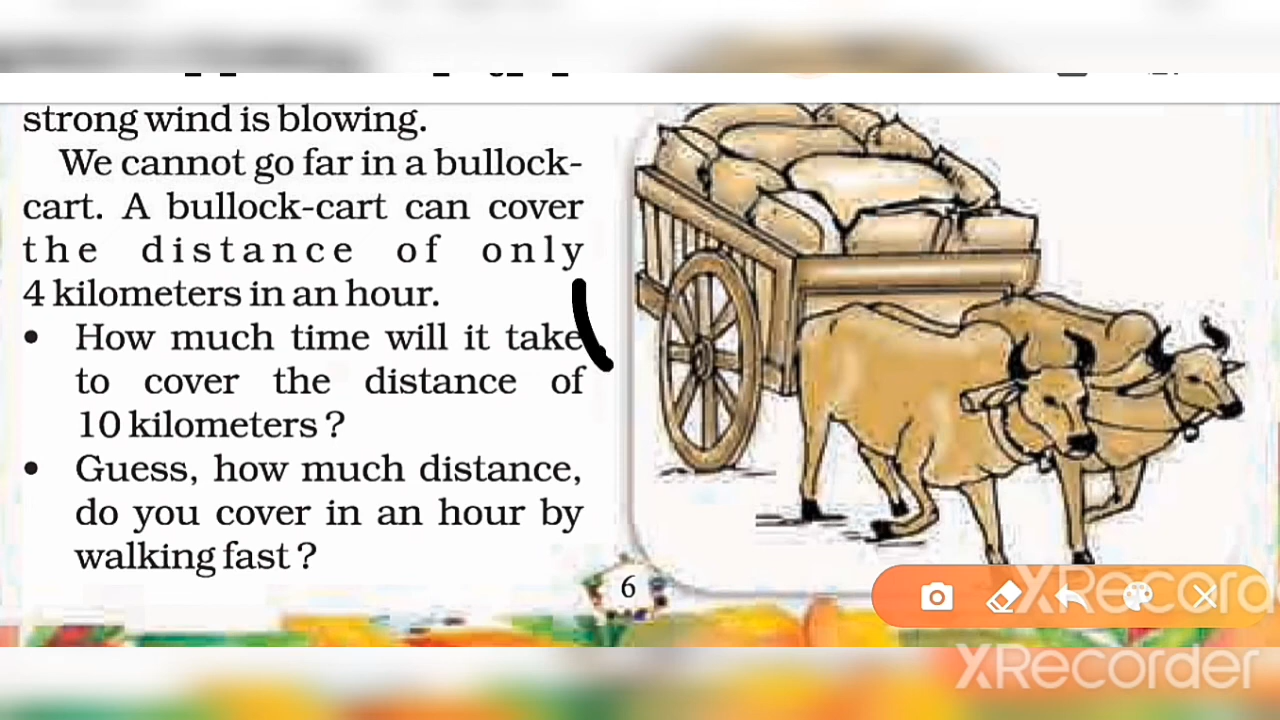 strong wind is blowing.
We cannot go far in a bullock-
cart. A bullock-cart can cover
the distance of only
4 kilometers in an hour.
• How much time will it take
to cover the distance of
10 kilometers ?
• Guess, how much distance,
do you cover in an hour by
walking fast ?
6
XRecorder
XRecorder